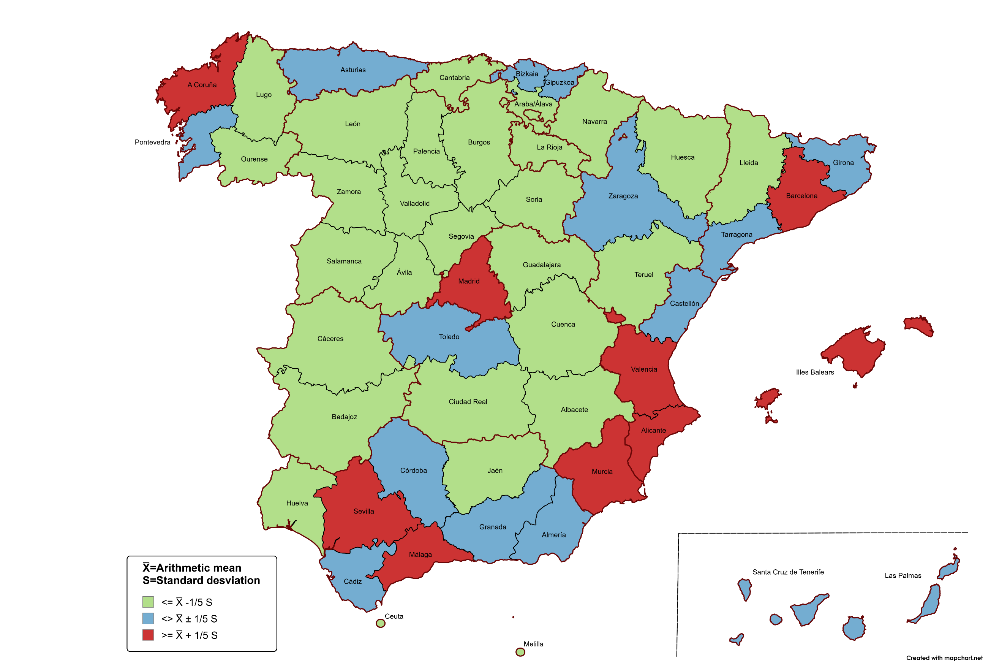 A Coruña
Lugo
Asturias
Cantabria
Bizkaia
Gipuzkoa
Araba/Álava
Navarra
Pontevedra
Ourense
León
Palencia
Burgos
La Rioja
Huesca
Lleida
Girona
Zamora
Valladolid
Soria
Zaragoza
Barcelona
Segovia
Tarragona
Salamanca
Ávila
Madrid
Guadalajara
Teruel
Castellón
Cáceres
Toledo
Cuenca
Valencia
Illes Balears
Badajoz
Ciudad Real
Albacete
Alicante
Córdoba
Jaén
Murcia
Huelva
Sevilla
Granada
Almería
Málaga
Cádiz
Ceuta
Melilla
Santa Cruz de Tenerife
Las Palmas
X̅=Arithmetic mean
S=Standard desviation
<= X̅ -1/5 S
<> X̅ ± 1/5 S
>= X̅ + 1/5 S
Created with mapchart.net